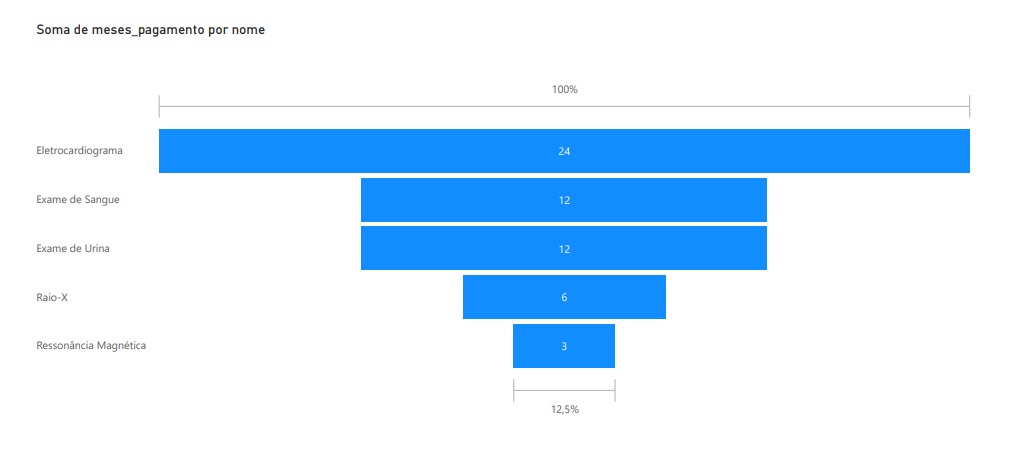 Soma de meses_pagamento por nome
100%
Eletrocardiograma 24
Exame de Sangue 12
Exame de Urina 12
Raio-X 6
Ressonância Magnética 3
12,5%